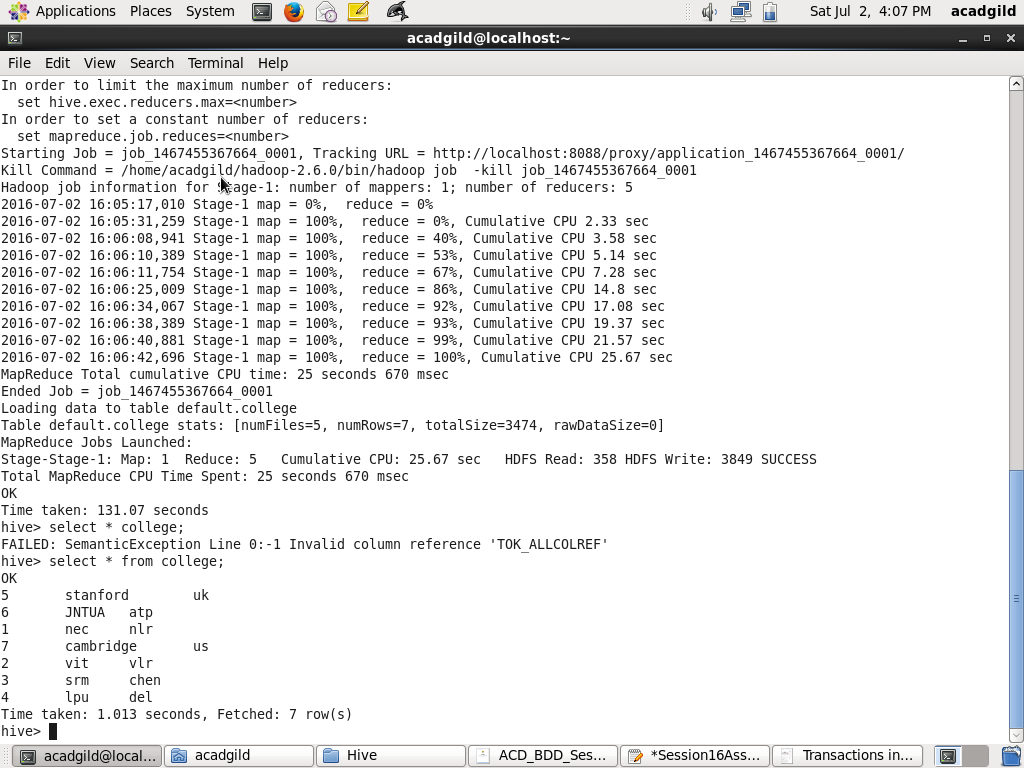 Applications Places System Sat Jul 2, 4:07 PM acadgild
acadgild@localhost:~
File Edit View Search Terminal Help
In order to limit the maximum number of reducers:
  set hive.exec.reducers.max=<number>
In order to set a constant number of reducers:
  set mapreduce.job.reduces=<number>
Starting Job = job_1467455367664_0001, Tracking URL = http://localhost:8088/proxy/application_1467455367664_0001/
Kill Command = /home/acadgild/hadoop-2.6.0/bin/hadoop job  -kill job_1467455367664_0001
Hadoop job information for Stage-1: number of mappers: 1; number of reducers: 5
2016-07-02 16:05:17,010 Stage-1 map = 0%,  reduce = 0%
2016-07-02 16:05:31,259 Stage-1 map = 100%,  reduce = 0%, Cumulative CPU 2.33 sec
2016-07-02 16:06:08,941 Stage-1 map = 100%,  reduce = 40%, Cumulative CPU 3.58 sec
2016-07-02 16:06:10,389 Stage-1 map = 100%,  reduce = 53%, Cumulative CPU 5.14 sec
2016-07-02 16:06:11,754 Stage-1 map = 100%,  reduce = 67%, Cumulative CPU 7.28 sec
2016-07-02 16:06:25,009 Stage-1 map = 100%,  reduce = 86%, Cumulative CPU 14.8 sec
2016-07-02 16:06:34,067 Stage-1 map = 100%,  reduce = 92%, Cumulative CPU 17.08 sec
2016-07-02 16:06:38,389 Stage-1 map = 100%,  reduce = 93%, Cumulative CPU 19.37 sec
2016-07-02 16:06:40,881 Stage-1 map = 100%,  reduce = 99%, Cumulative CPU 21.57 sec
2016-07-02 16:06:42,696 Stage-1 map = 100%,  reduce = 100%, Cumulative CPU 25.67 sec
MapReduce Total cumulative CPU time: 25 seconds 670 msec
Ended Job = job_1467455367664_0001
Loading data to table default.college
Table default.college stats: [numFiles=5, numRows=7, totalSize=3474, rawDataSize=0]
MapReduce Jobs Launched:
Stage-Stage-1: Map: 1  Reduce: 5   Cumulative CPU: 25.67 sec   HDFS Read: 358 HDFS Write: 3849 SUCCESS
Total MapReduce CPU Time Spent: 25 seconds 670 msec
OK
Time taken: 131.07 seconds
hive> select * college;
FAILED: SemanticException Line 0:-1 Invalid column reference 'TOK_ALLCOLREF'
hive> select * from college;
OK
5       stanford        uk
6       JNTUA   atp
1       nec     nlr
7       cambridge       us
2       vit     vlr
3       srm     chen
4       lpu     del
Time taken: 1.013 seconds, Fetched: 7 row(s)
hive>
acadgild@local... acadgild Hive ACD_BDD_Ses... *Session16Ass... Transactions in...